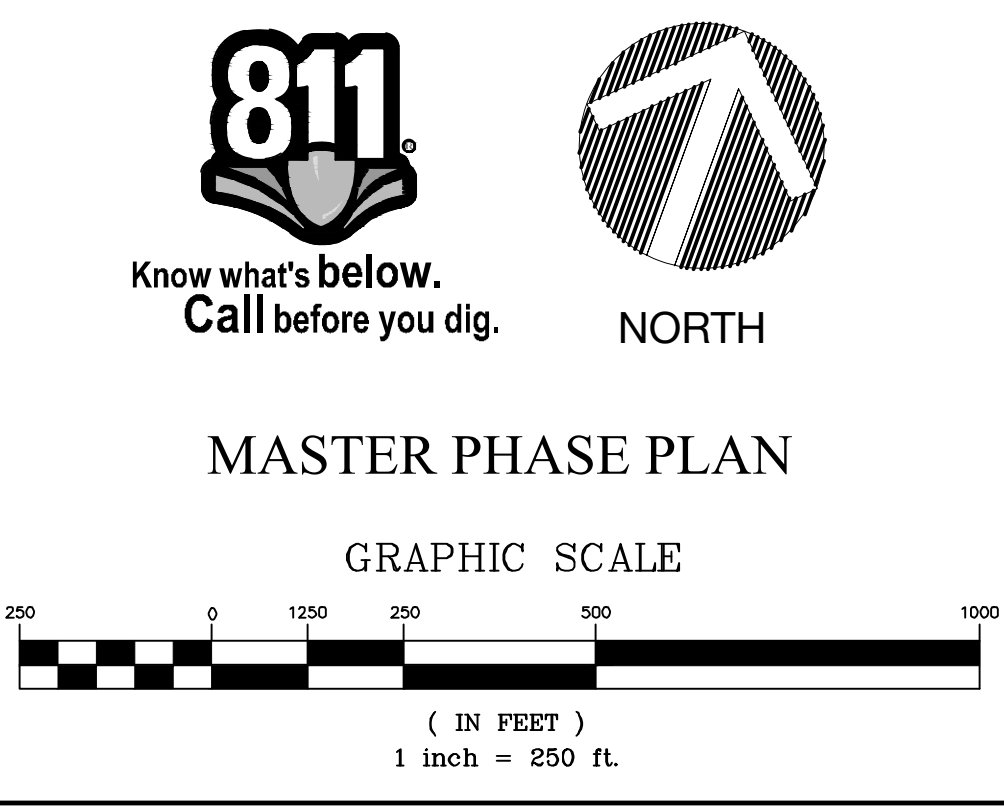 811®
Know what's below.
Call before you dig.
NORTH
MASTER PHASE PLAN
GRAPHIC SCALE
250 0 1250 250 500 1000
( IN FEET )
1 inch = 250 ft.